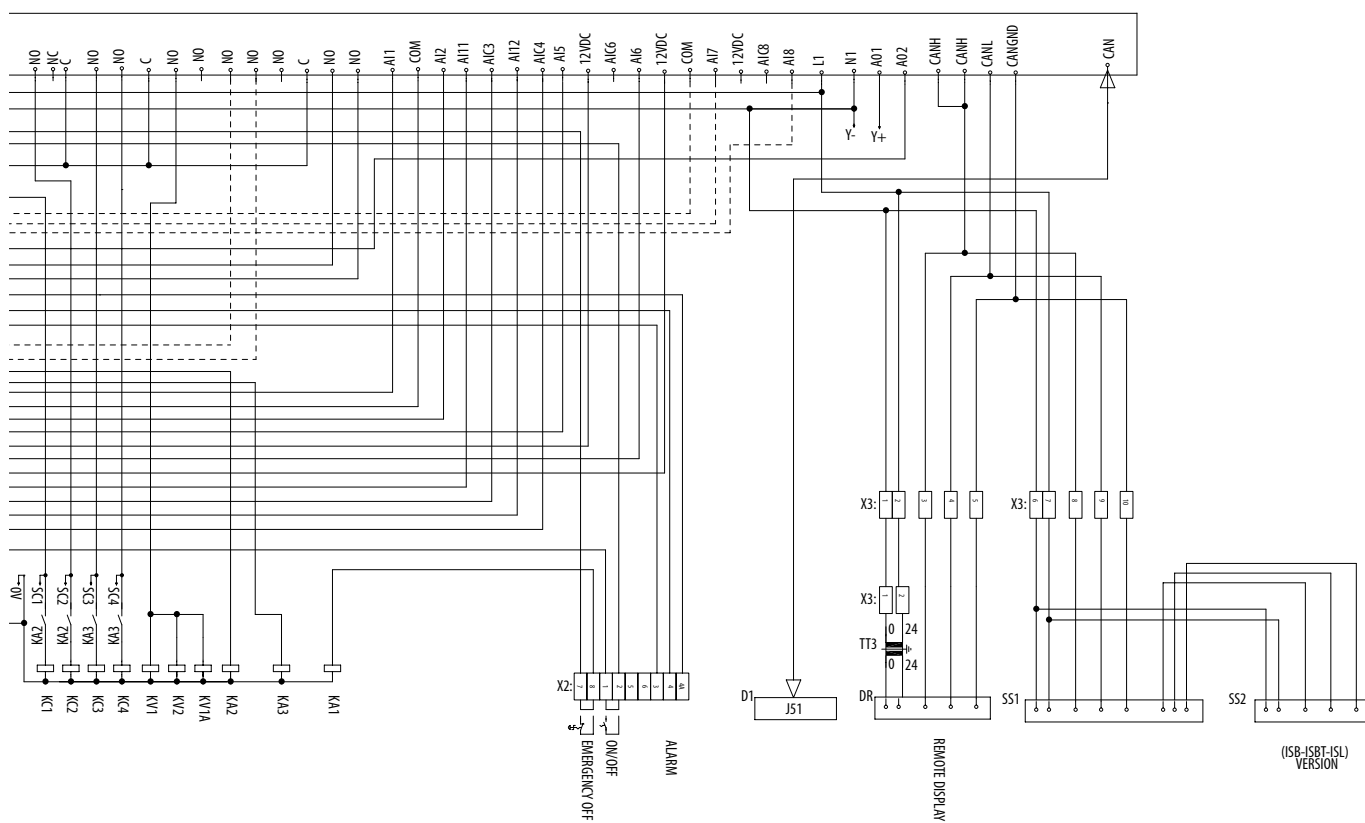 NO
NC
C
NO
NO
C
NO
NO
NO
NO
NO
C
NO
NO
AI1
COM
AI2
AI11
AIC3
AI12
AIC4
AI5
12VDC
AIC6
AI6
12VDC
COM
AI7
12VDC
AIC8
AI8
L1
N1
AO1
AO2
CANH
CANH
CANL
CANGND
CAN
Y-
Y+
X3:
1
2
3
4
5
X3:
6
7
8
9
10
0V
SC1
SC2
SC3
SC4
KA2
KA2
KA3
KA3
X3:
1
2
0 24
TT3
0 24
KC1
KC2
KC3
KC4
KV1
KV2
KV1A
KA2
KA3
KA1
X2:
7
8
1
2
5
6
3
4
4A
D1
J51
DR
SS1
SS2
EMERGENCY OFF
ON/OFF
ALARM
REMOTE DISPLAY
(ISB-ISBT-ISL)
VERSION